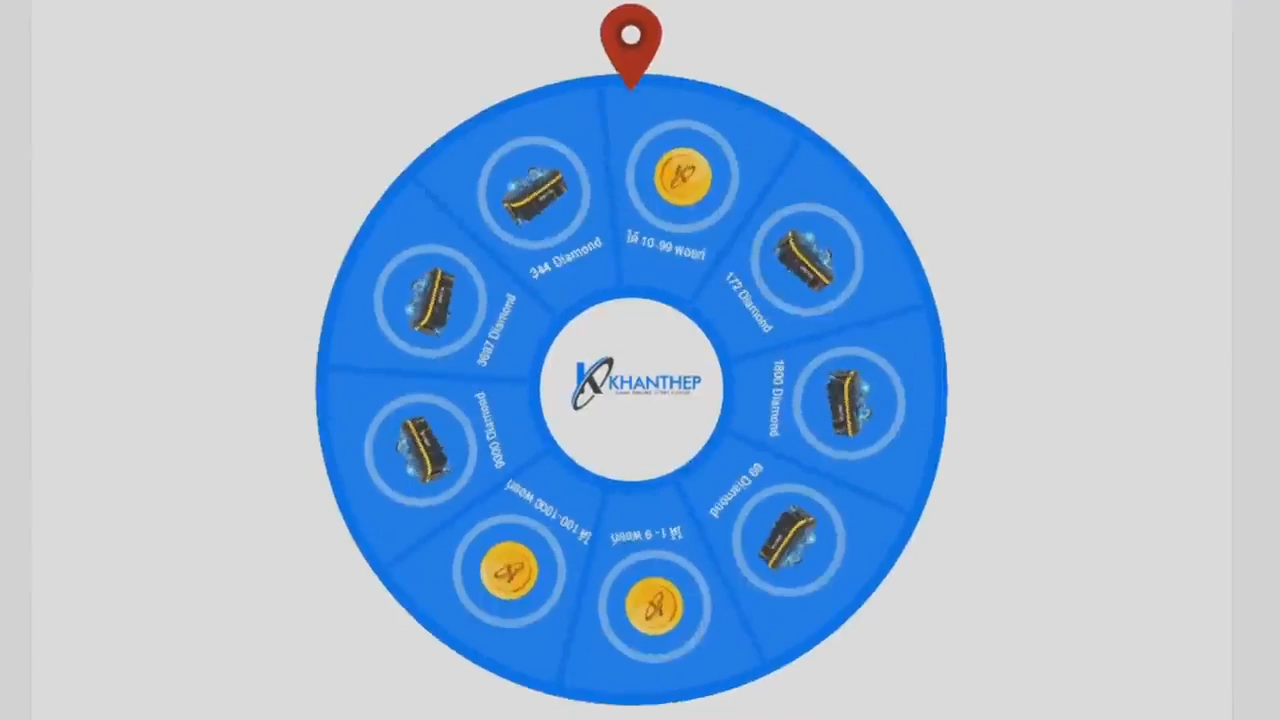 344 Diamond
ได้ 10-99 พอยท์
172 Diamond
3697 Diamond
1800 Diamond
9000 Diamond
69 Diamond
ได้ 100-1000 พอยท์
ได้ 1 - 9 พอยท์
KHANTHEP